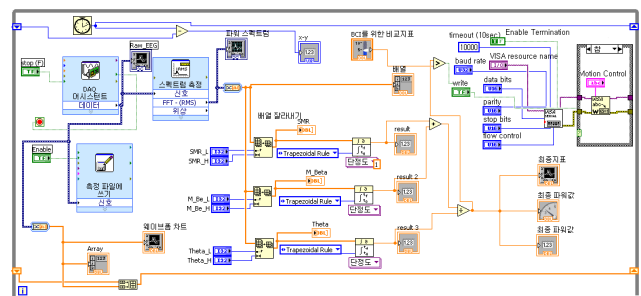 stop (F)
TF
DAQ
어시스턴트
데이터
Raw_EEG
스펙트럼 측정
신호
FFT - (RMS)
위상
파워 스펙트럼
x-y
BCI를 위한 비교지표
배열
timeout (10sec)
10000
Enable Termination
TF
baud rate
VISA resource name
write
TF
data bits
parity
stop bits
flow control
참
Motion Control
Enable
TF
측정 파일에
쓰기
신호
배열 잘라내기
SMR
SMR_L
SMR_H
Trapezoidal Rule
단정도
1
result
M_Beta
M_Be_L
M_Be_H
Trapezoidal Rule
단정도
result 2
Theta
Theta_L
Theta_H
Trapezoidal Rule
단정도
result 3
웨이브폼 차트
Array
최종지표
최종 파워값
최종 파워값
i